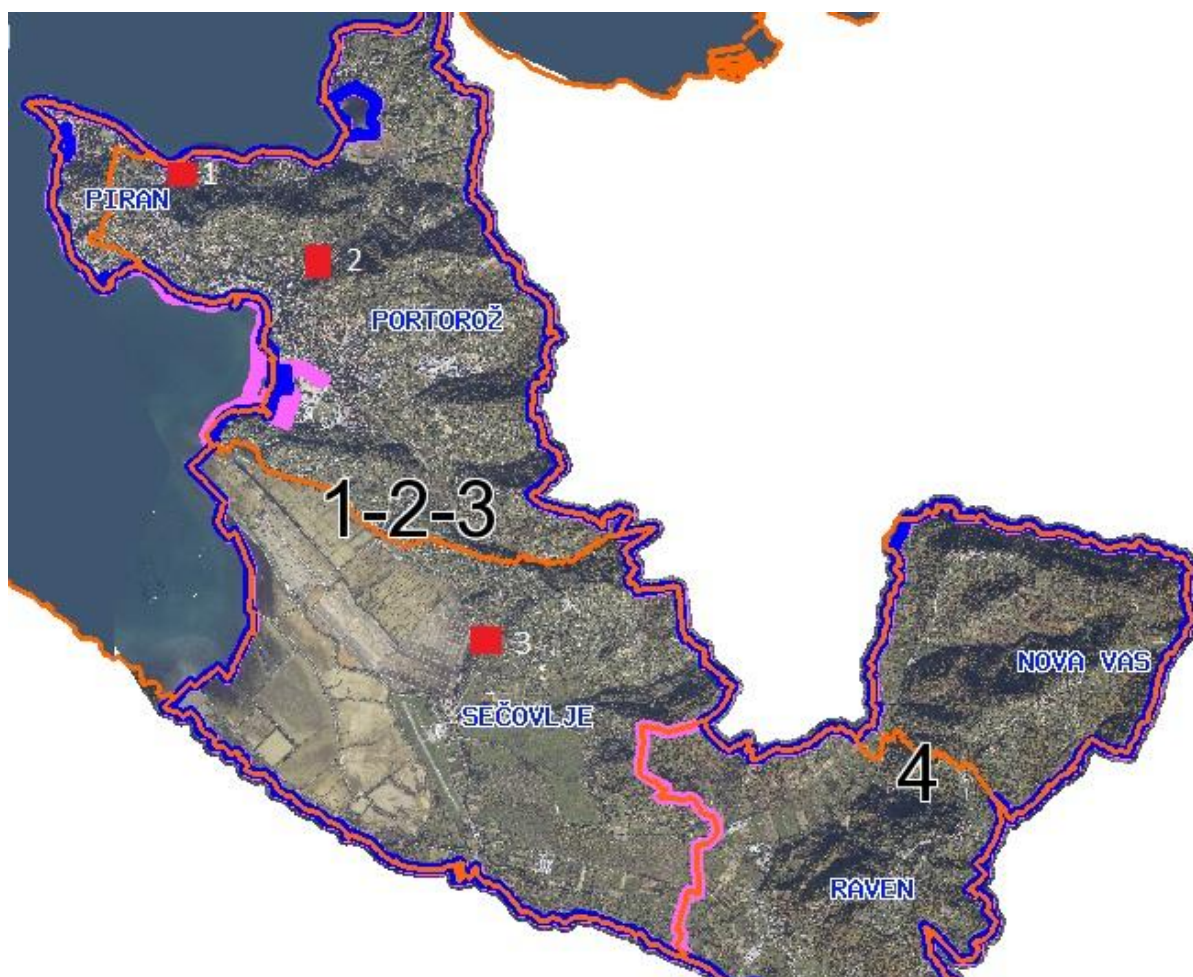 1
PIRAN
2
PORTOROŽ
1-2-3
3
NOVA VAS
SEČOVLJE
4
RAVEN